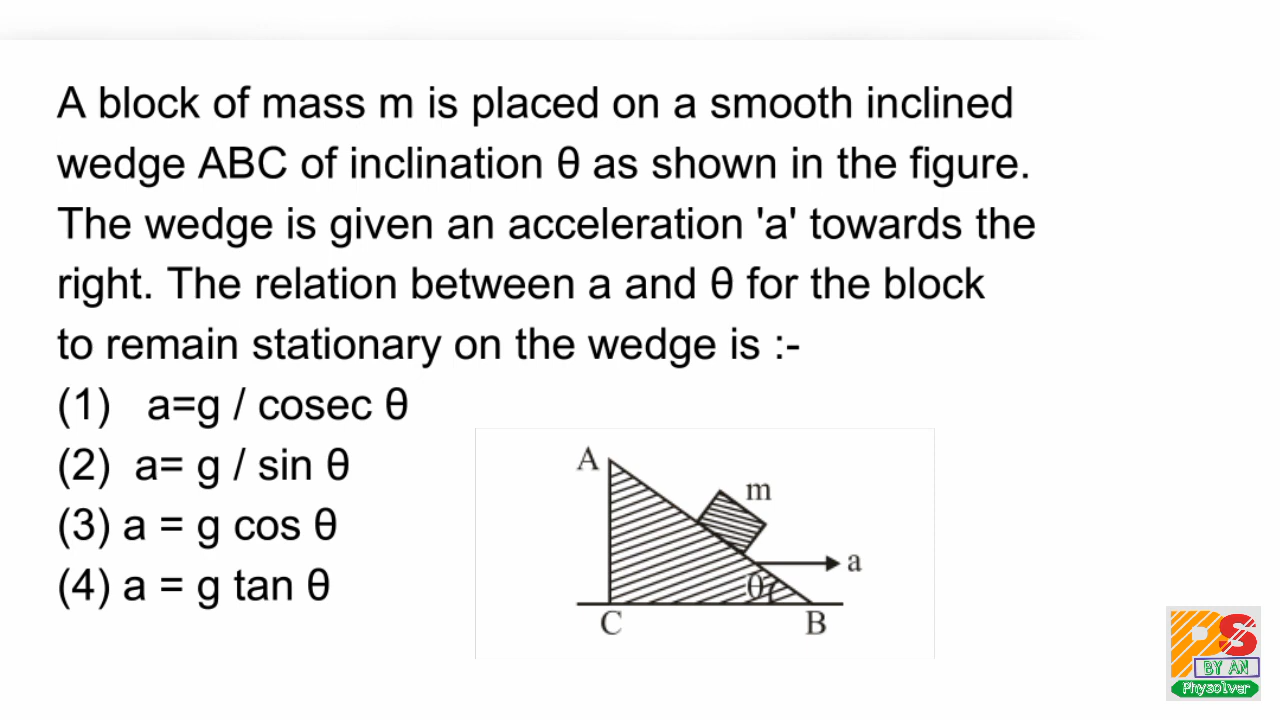 A block of mass m is placed on a smooth inclined
wedge ABC of inclination θ as shown in the figure.
The wedge is given an acceleration 'a' towards the
right. The relation between a and θ for the block
to remain stationary on the wedge is :-
(1) a=g / cosec θ
(2) a= g / sin θ
(3) a = g cos θ
(4) a = g tan θ
A
m
a
θ
C
B
PS
BY AN
Physolver